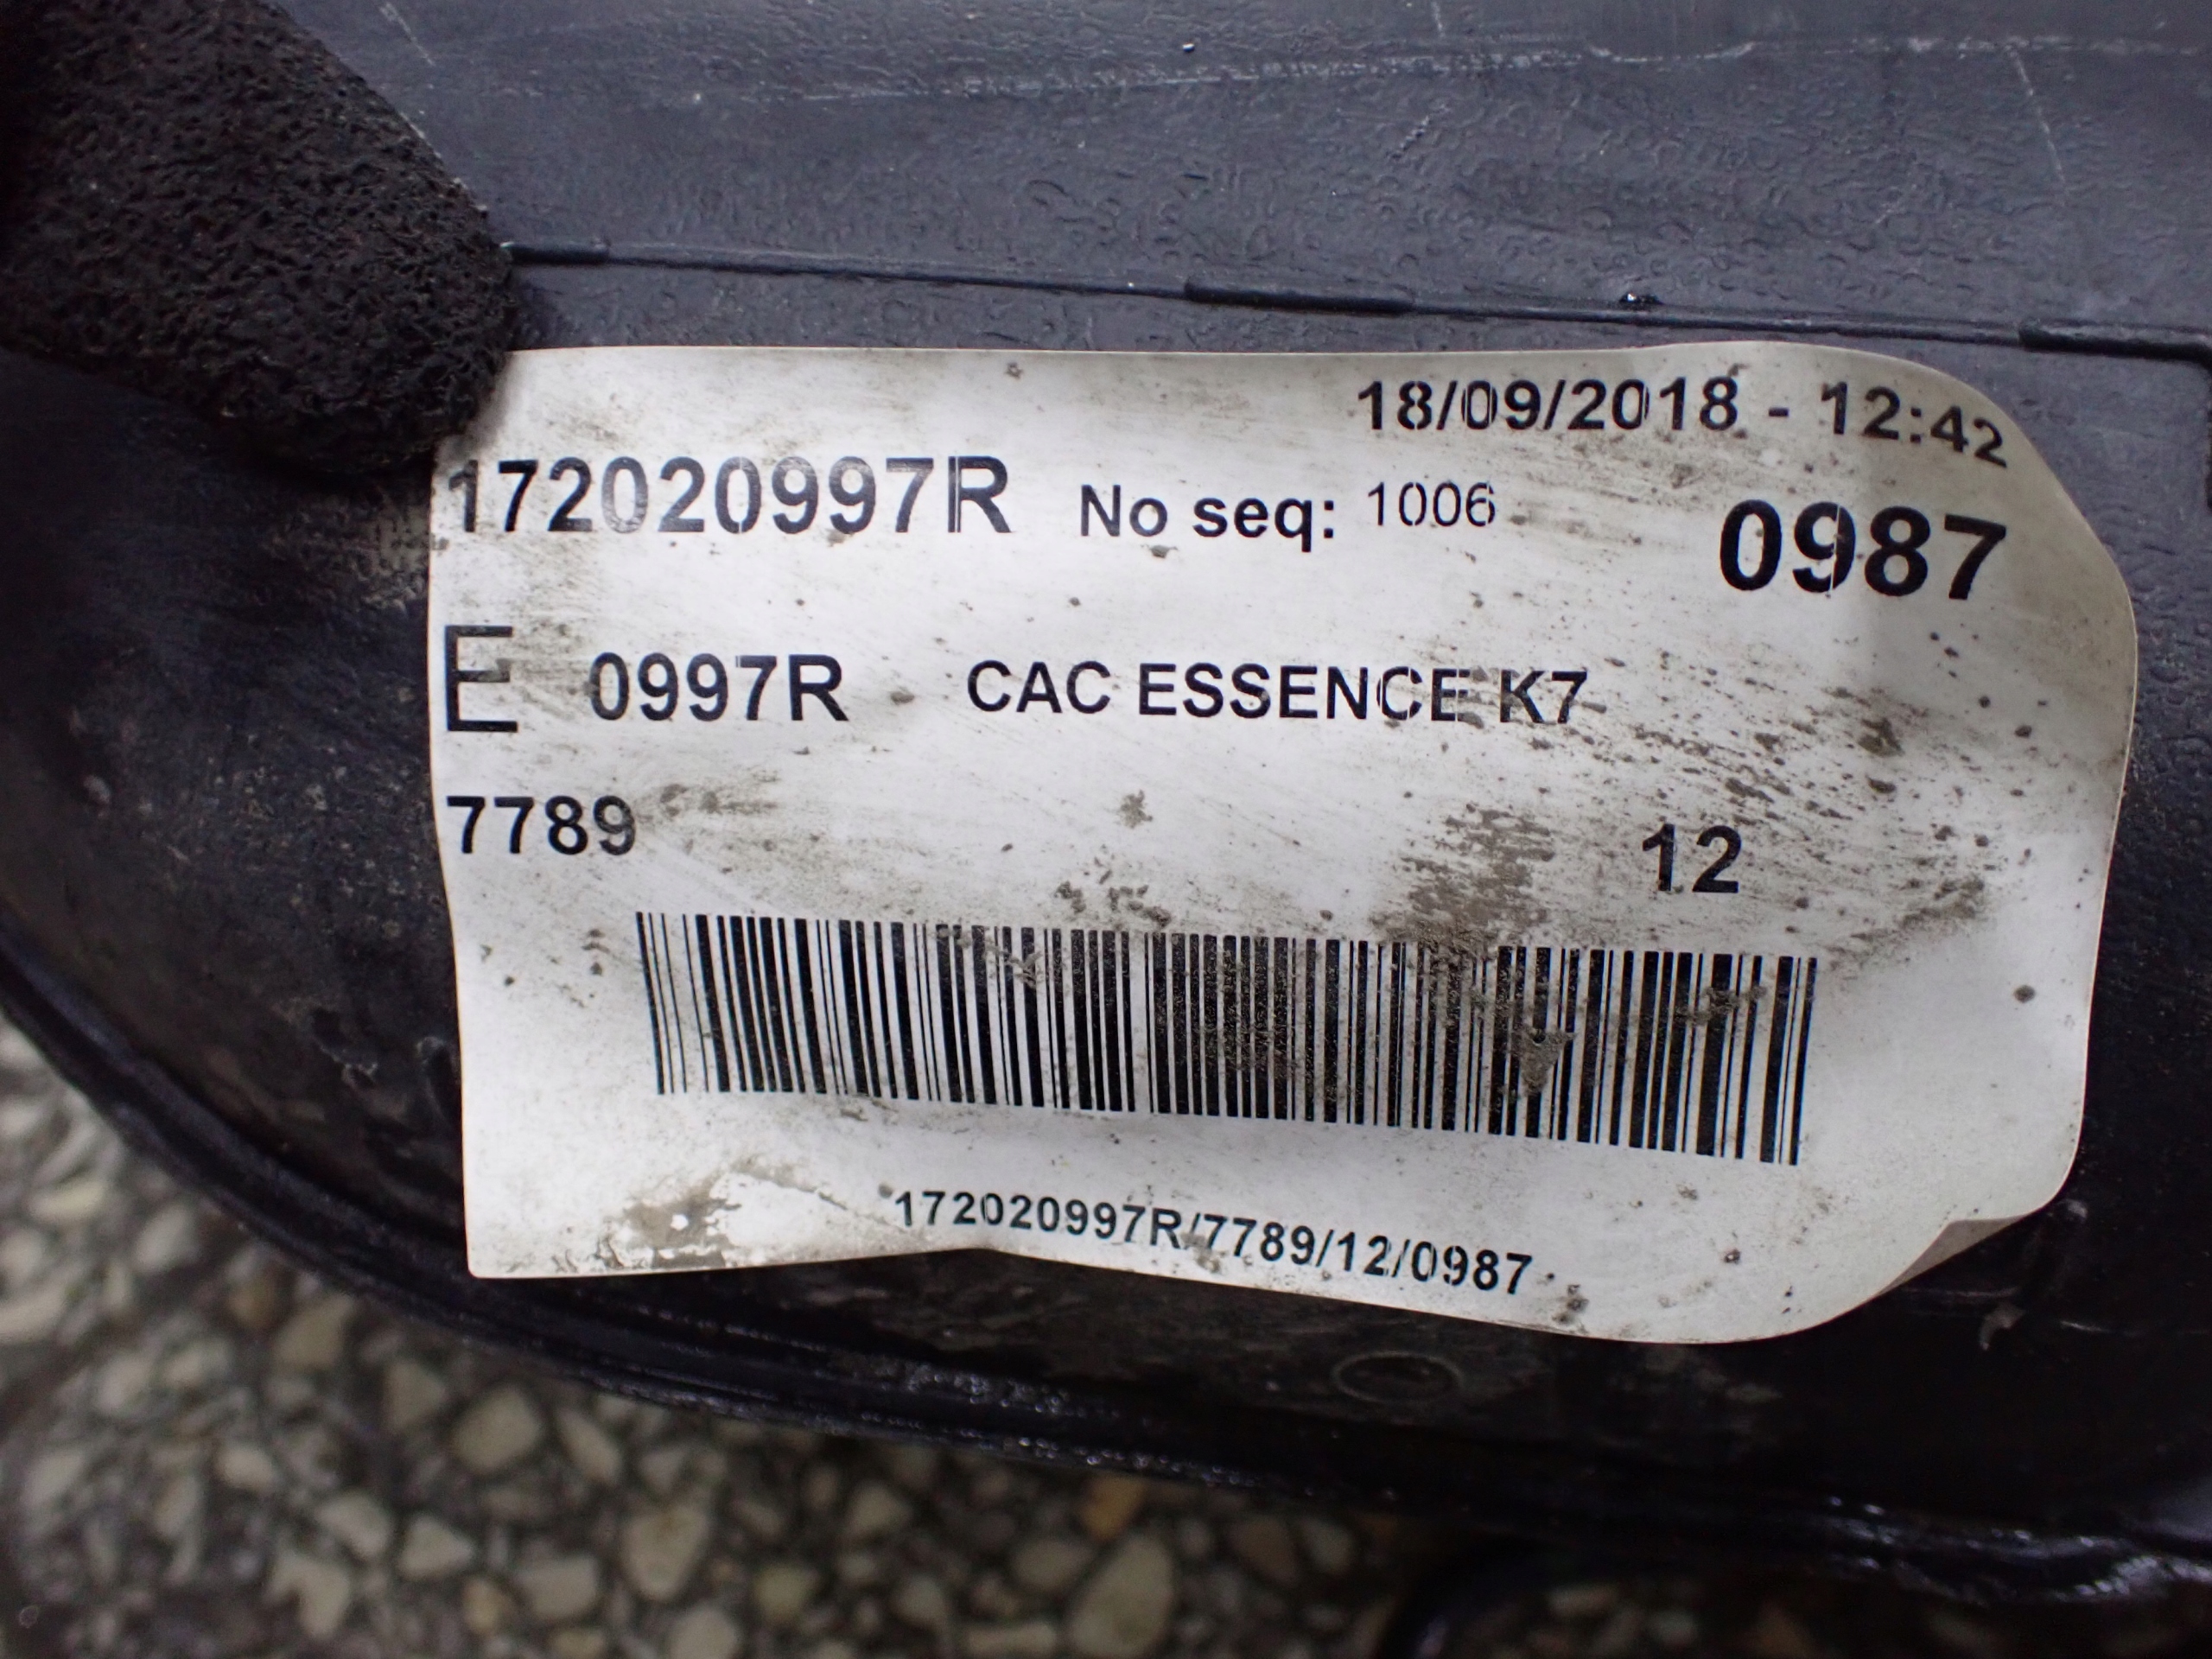 18/09/2018 - 12:42
172020997R No seq: 1006 0987
E 0997R CAC ESSENCE K7
7789 12
172020997R/7789/12/0987